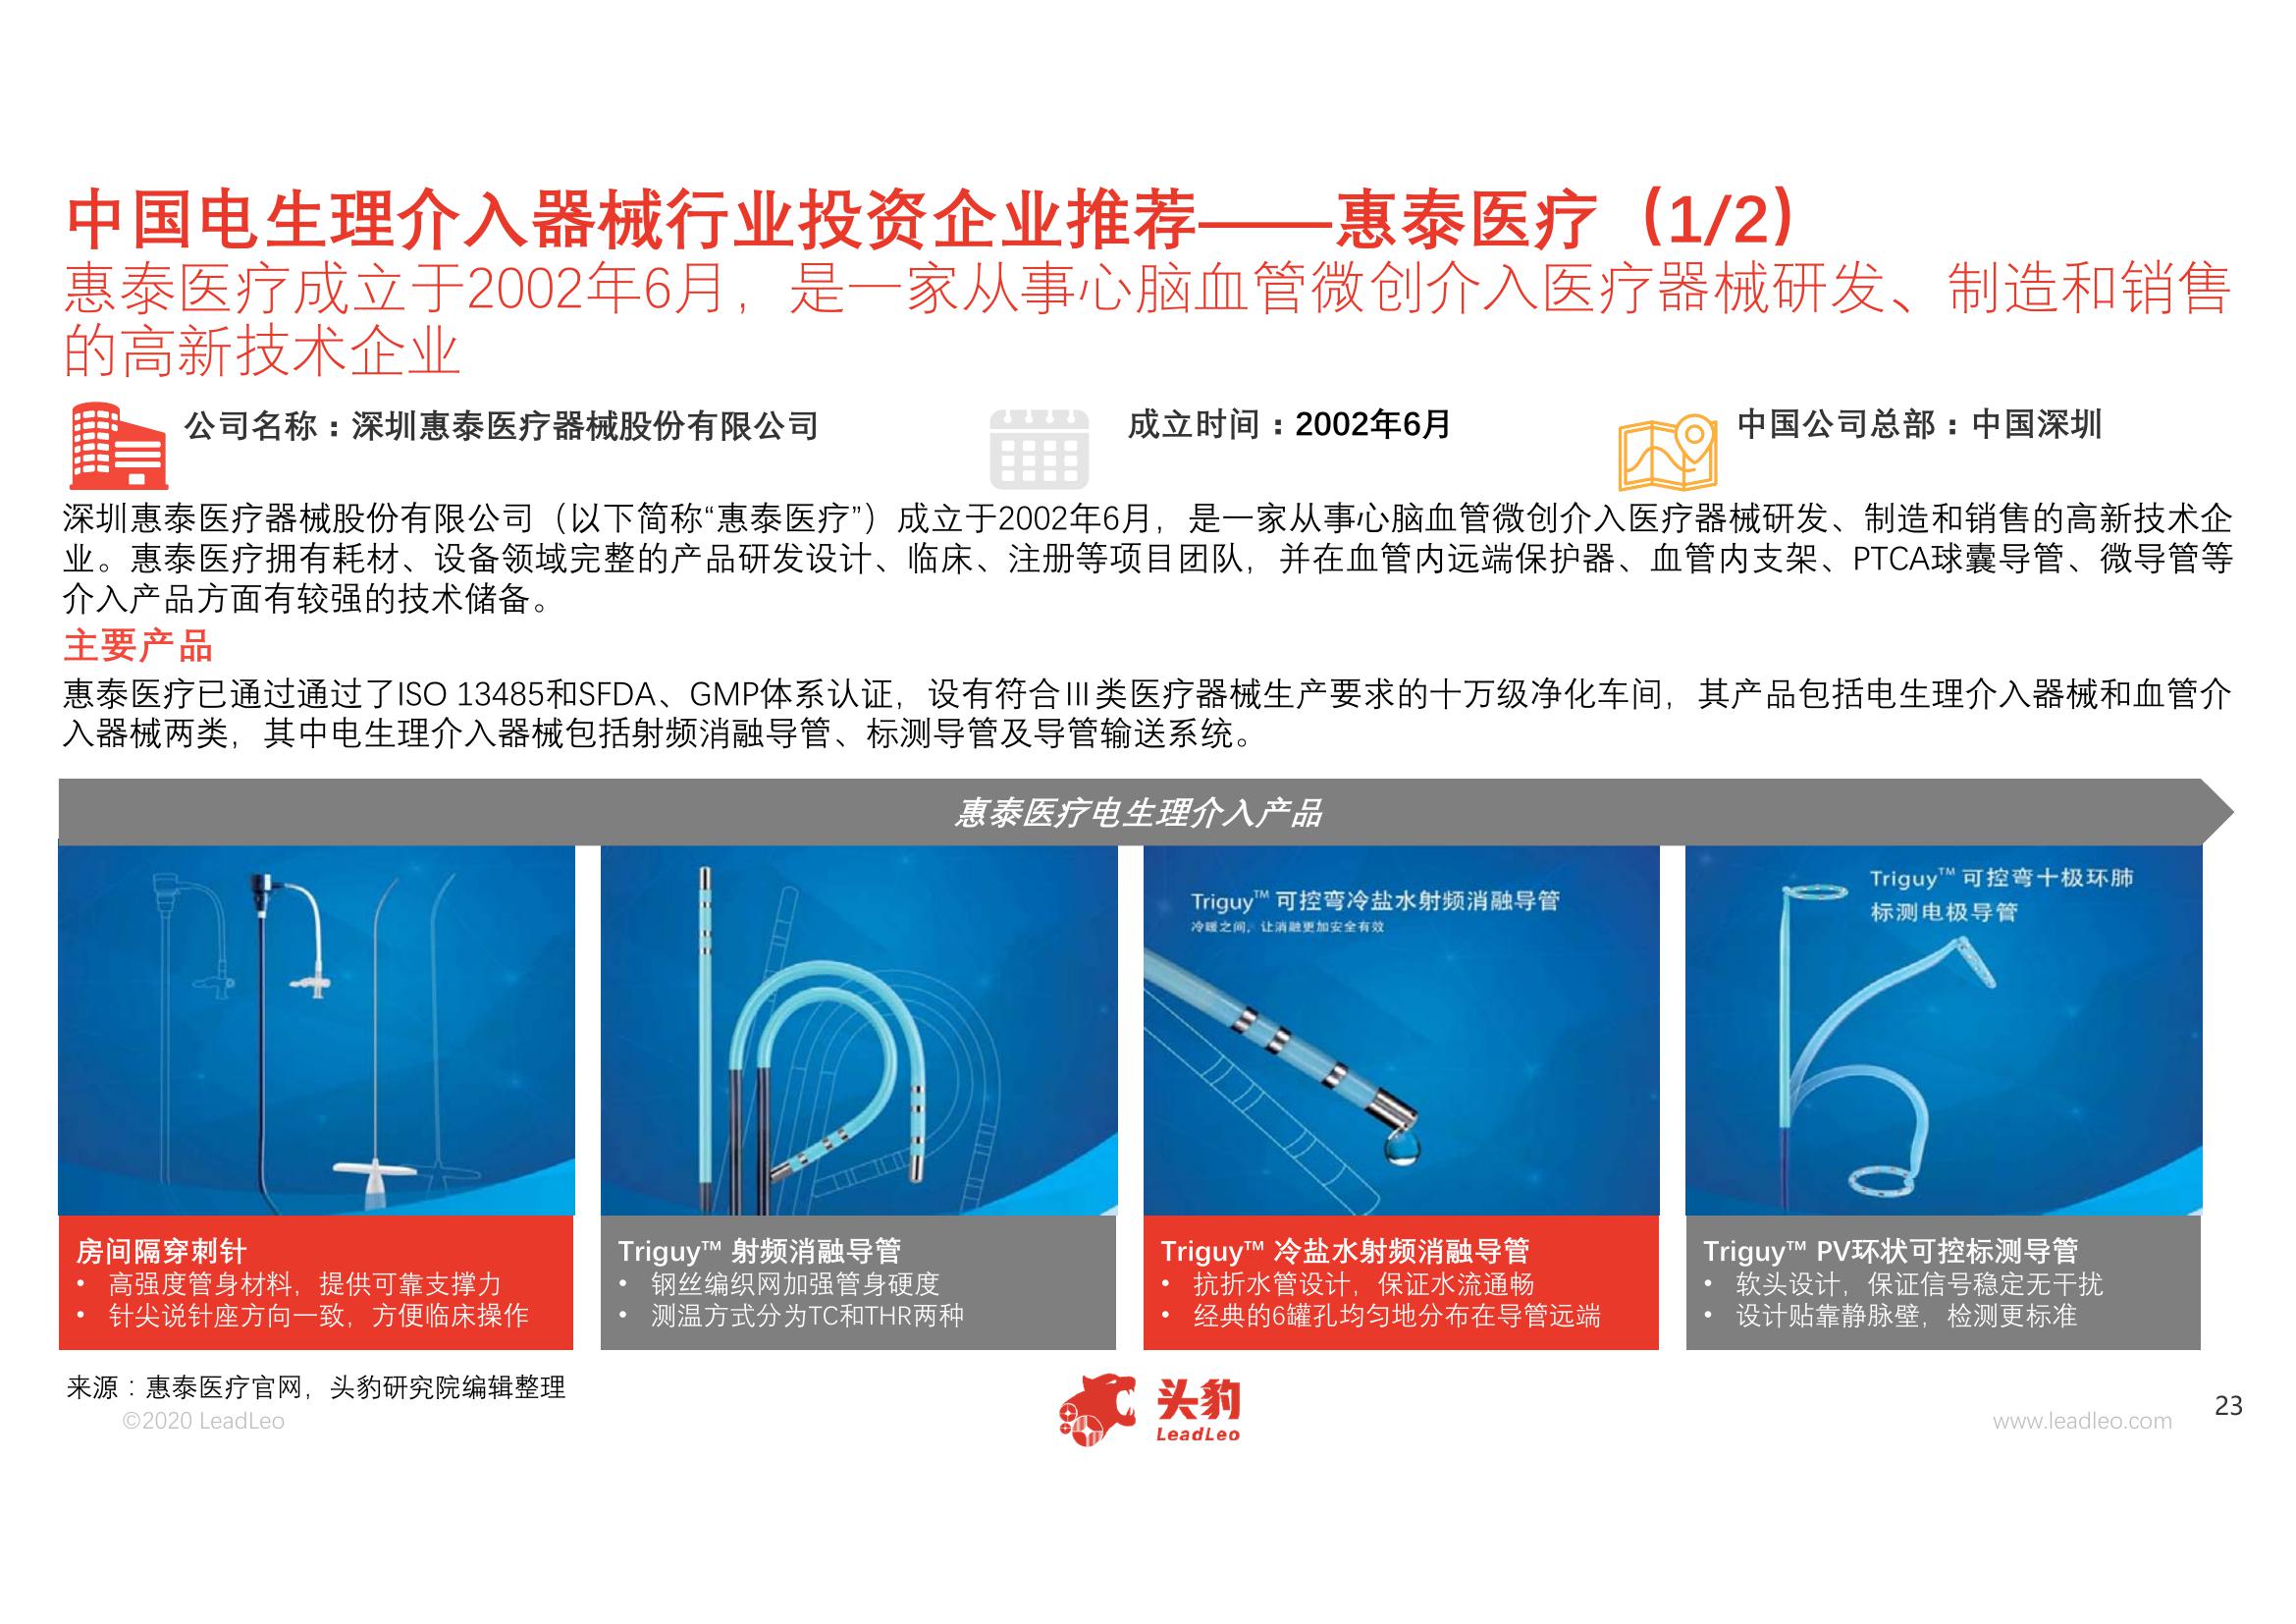 中国电生理介入器械行业投资企业推荐——惠泰医疗（1/2）
惠泰医疗成立于2002年6月，是一家从事心脑血管微创介入医疗器械研发、制造和销售
的高新技术企业
公司名称：深圳惠泰医疗器械股份有限公司
成立时间：2002年6月
中国公司总部：中国深圳
深圳惠泰医疗器械股份有限公司（以下简称“惠泰医疗”）成立于2002年6月，是一家从事心脑血管微创介入医疗器械研发、制造和销售的高新技术企
业。惠泰医疗拥有耗材、设备领域完整的产品研发设计、临床、注册等项目团队，并在血管内远端保护器、血管内支架、PTCA球囊导管、微导管等
介入产品方面有较强的技术储备。
主要产品
惠泰医疗已通过通过了ISO 13485和SFDA、GMP体系认证，设有符合III类医疗器械生产要求的十万级净化车间，其产品包括电生理介入器械和血管介
入器械两类，其中电生理介入器械包括射频消融导管、标测导管及导管输送系统。
惠泰医疗电生理介入产品
Triguy™ 可控弯冷盐水射频消融导管
冷暖之间，让消融更加安全有效
Triguy™ 可控弯十极环肺
标测电极导管
房间隔穿刺针
• 高强度管身材料，提供可靠支撑力
• 针尖说针座方向一致，方便临床操作
Triguy™ 射频消融导管
• 钢丝编织网加强管身硬度
• 测温方式分为TC和THR两种
Triguy™ 冷盐水射频消融导管
• 抗折水管设计，保证水流通畅
• 经典的6罐孔均匀地分布在导管远端
Triguy™ PV环状可控标测导管
• 软头设计，保证信号稳定无干扰
• 设计贴靠静脉壁，检测更标准
来源：惠泰医疗官网，头豹研究院编辑整理
©2020 LeadLeo
头豹
LeadLeo
www.leadleo.com
23